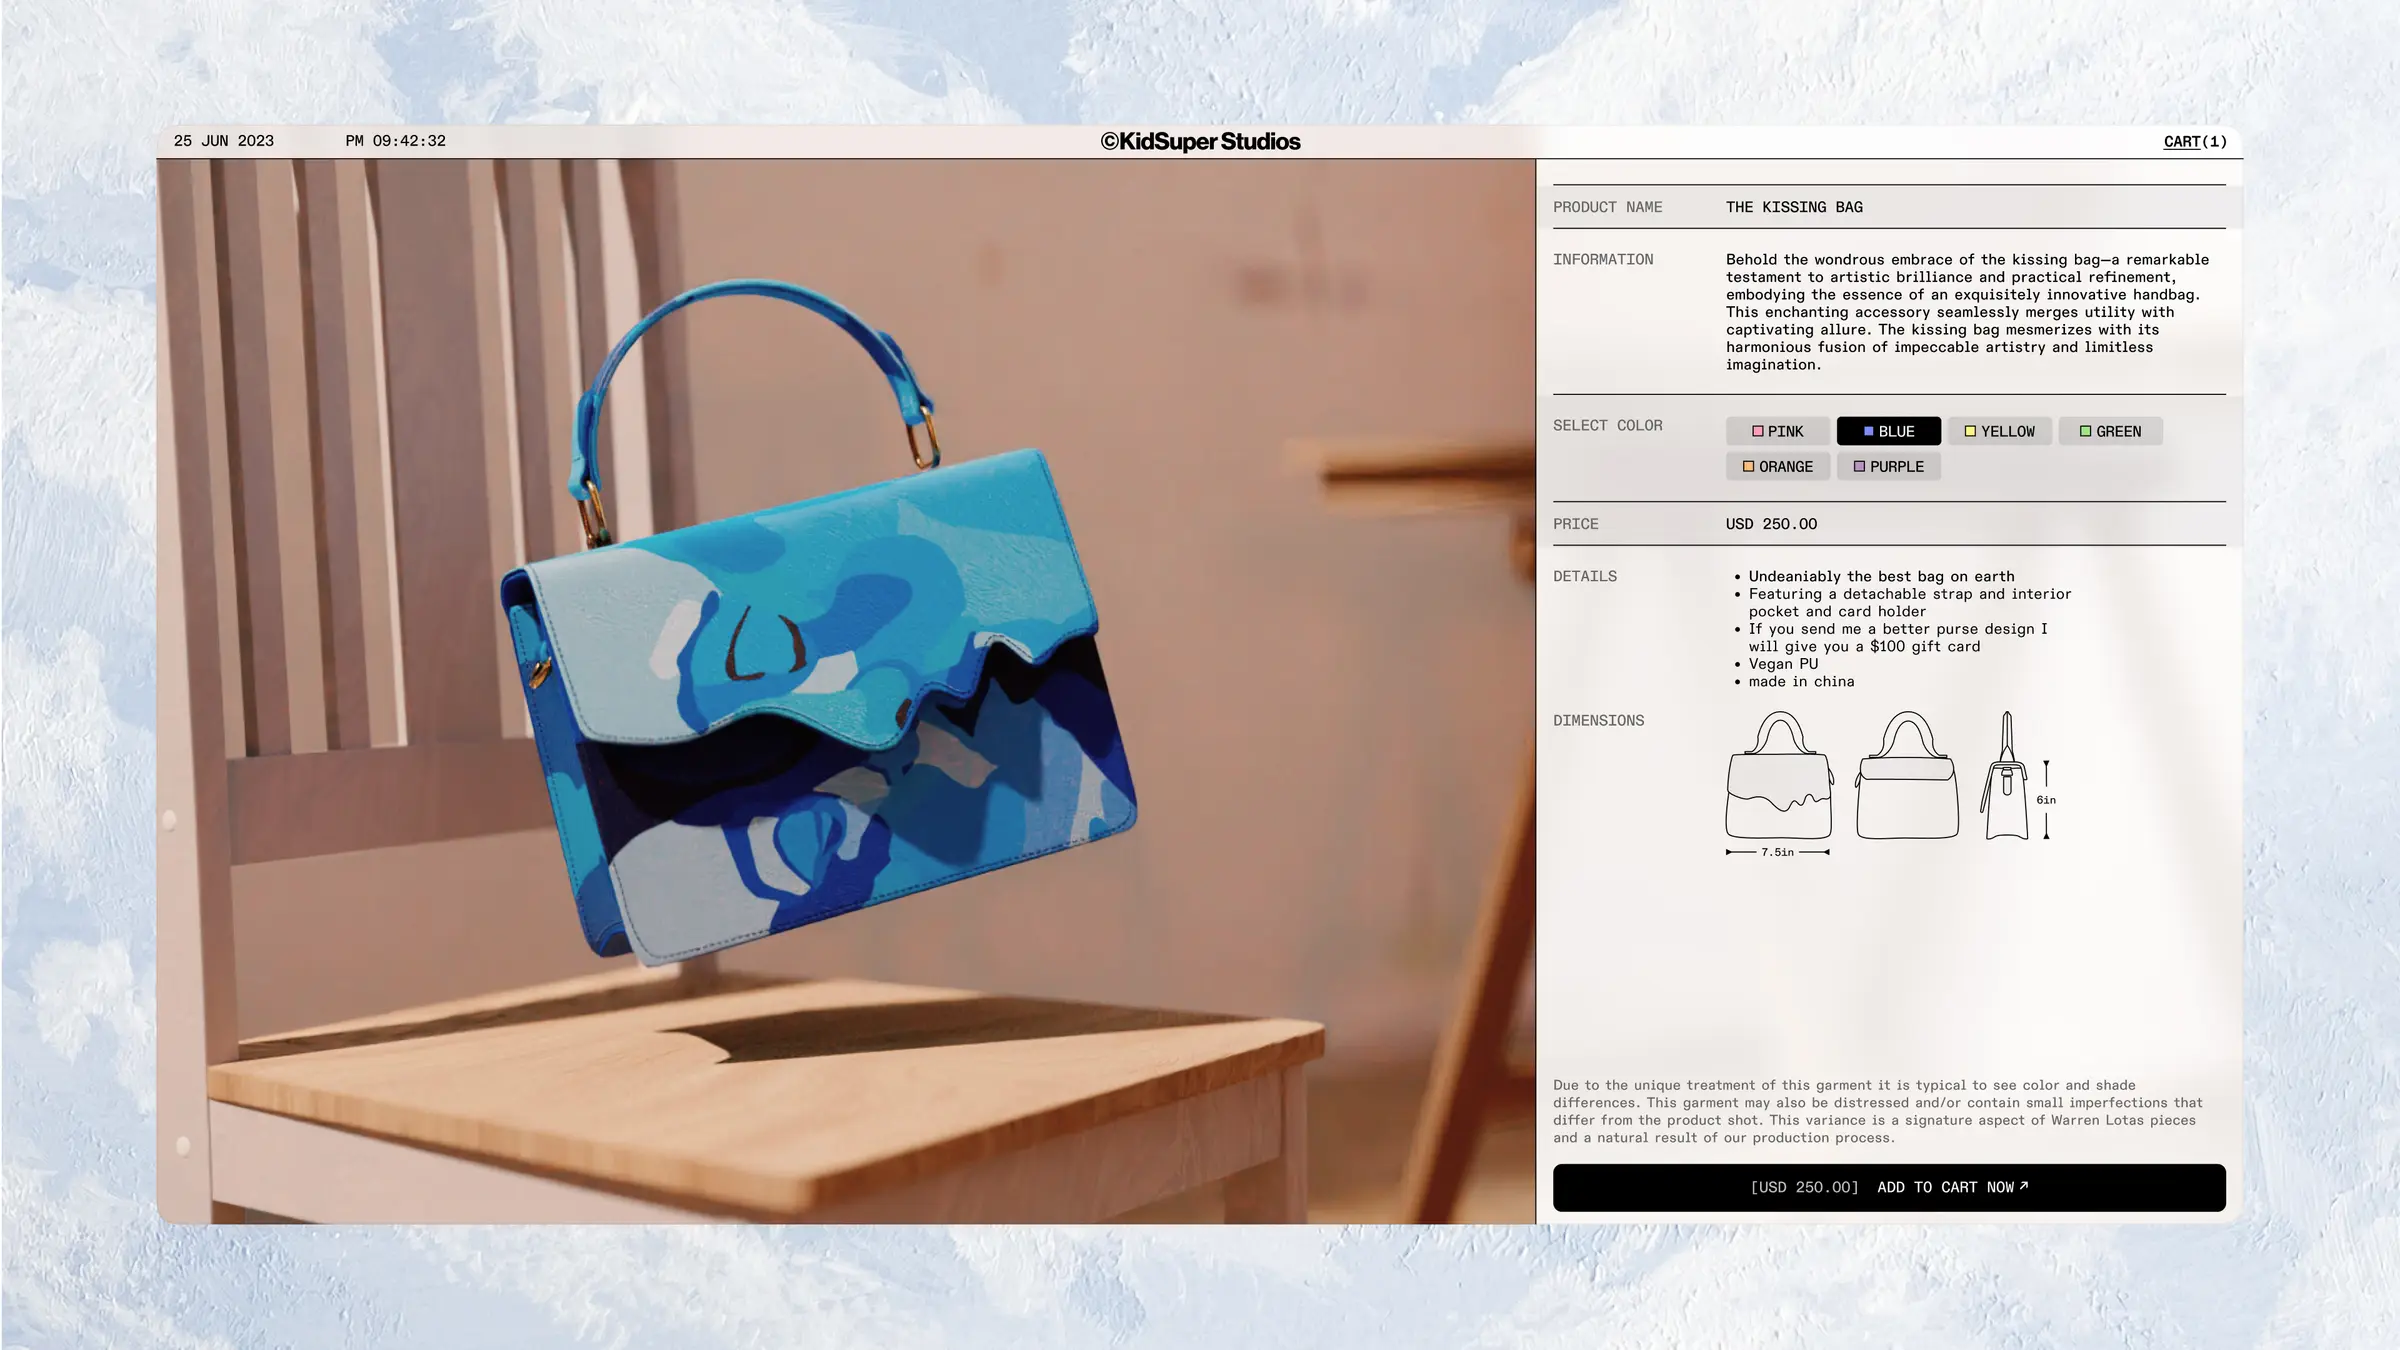 25 JUN 2023 PM 09:42:32 ©KidSuper Studios CART(1)
PRODUCT NAME THE KISSING BAG
INFORMATION Behold the wondrous embrace of the kissing bag—a remarkable
testament to artistic brilliance and practical refinement,
embodying the essence of an exquisitely innovative handbag.
This enchanting accessory seamlessly merges utility with
captivating allure. The kissing bag mesmerizes with its
harmonious fusion of impeccable artistry and limitless
imagination.
SELECT COLOR PINK BLUE YELLOW GREEN
ORANGE PURPLE
PRICE USD 250.00
DETAILS • Undeaniably the best bag on earth
• Featuring a detachable strap and interior
pocket and card holder
• If you send me a better purse design I
will give you a $100 gift card
• Vegan PU
• made in china
DIMENSIONS
6in
7.5in
Due to the unique treatment of this garment it is typical to see color and shade
differences. This garment may also be distressed and/or contain small imperfections that
differ from the product shot. This variance is a signature aspect of Warren Lotas pieces
and a natural result of our production process.
[USD 250.00] ADD TO CART NOW↗